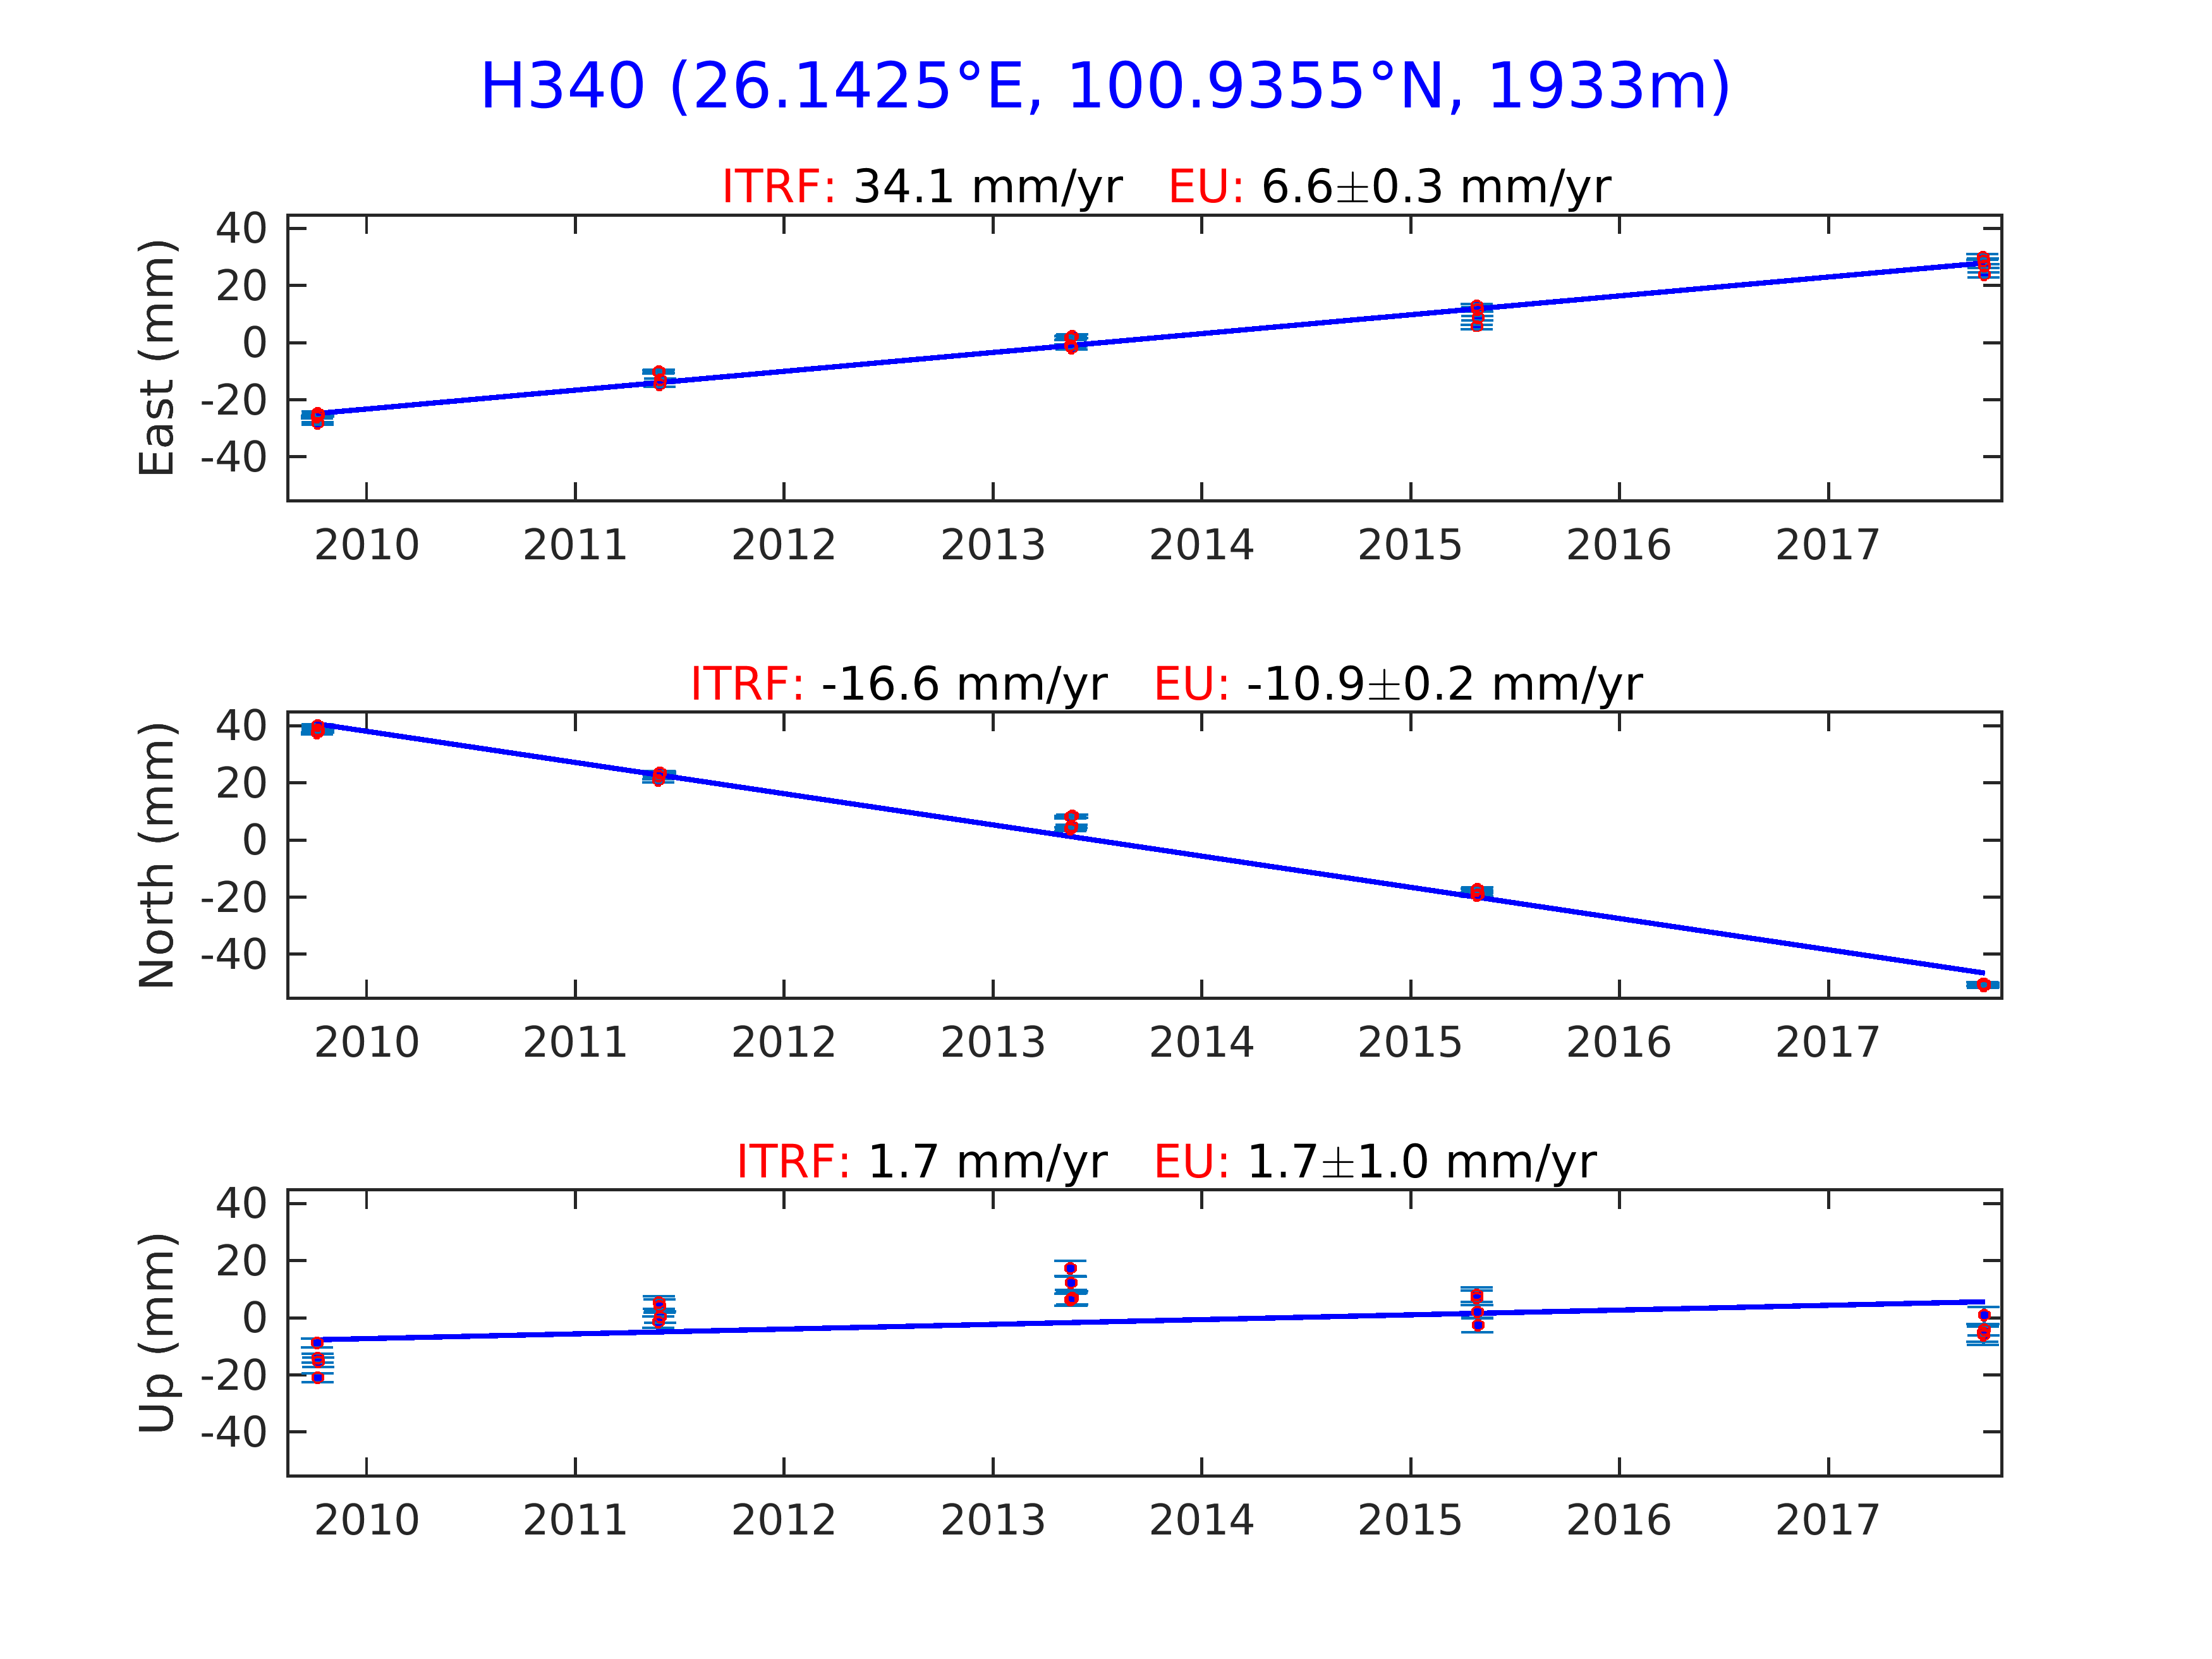 H340 (26.1425°E, 100.9355°N, 1933m)
ITRF: 34.1 mm/yr EU: 6.6±0.3 mm/yr
East (mm)
40
20
0
-20
-40
2010 2011 2012 2013 2014 2015 2016 2017
ITRF: -16.6 mm/yr EU: -10.9±0.2 mm/yr
North (mm)
40
20
0
-20
-40
2010 2011 2012 2013 2014 2015 2016 2017
ITRF: 1.7 mm/yr EU: 1.7±1.0 mm/yr
Up (mm)
40
20
0
-20
-40
2010 2011 2012 2013 2014 2015 2016 2017